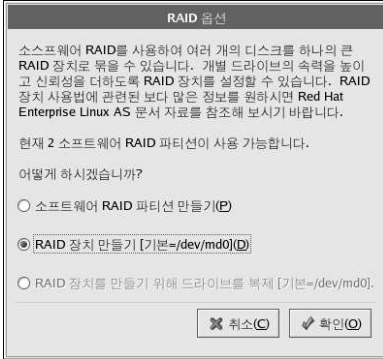 RAID 옵션
소스프웨어 RAID를 사용하여 여러 개의 디스크를 하나의 큰
RAID 장치로 묶을 수 있습니다. 개별 드라이브의 속력을 높이
고 신뢰성을 더하도록 RAID 장치를 설정할 수 있습니다. RAID
장치 사용법에 관련된 보다 많은 정보를 원하시면 Red Hat
Enterprise Linux AS 문서 자료를 참조해 보시기 바랍니다.
현재 2 소프트웨어 RAID 파티션이 사용 가능합니다.
어떻게 하시겠습니까?
소프트웨어 RAID 파티션 만들기(P)
RAID 장치 만들기 [기본=/dev/md0](D)
RAID 장치를 만들기 위해 드라이브를 복제 [기본=/dev/md0].
취소(C)
확인(O)